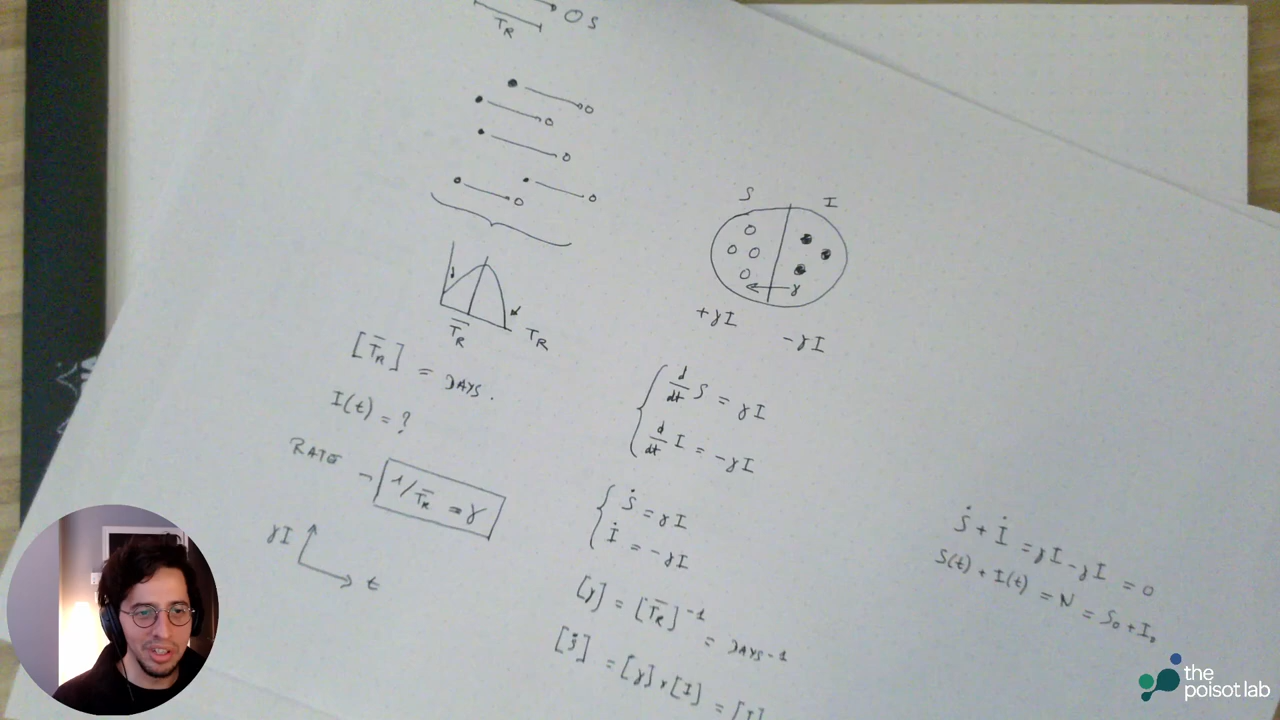 T_R
O S
[T̄_R] = DAYS.
I(t) = ?
RATE → 1/T̄_R = γ
γI
t
T̄_R
T_R
S I
γ
+γI -γI
d/dt S = γI
d/dt I = -γI
Ṡ = γI
İ = -γI
[γ] = [T̄_R]⁻¹ = DAYS-1
[Ṡ] = [γ]×[I] = [I]
Ṡ + İ = γI - γI = 0
S(t) + I(t) = N = S₀ + I₀
the
poisot lab